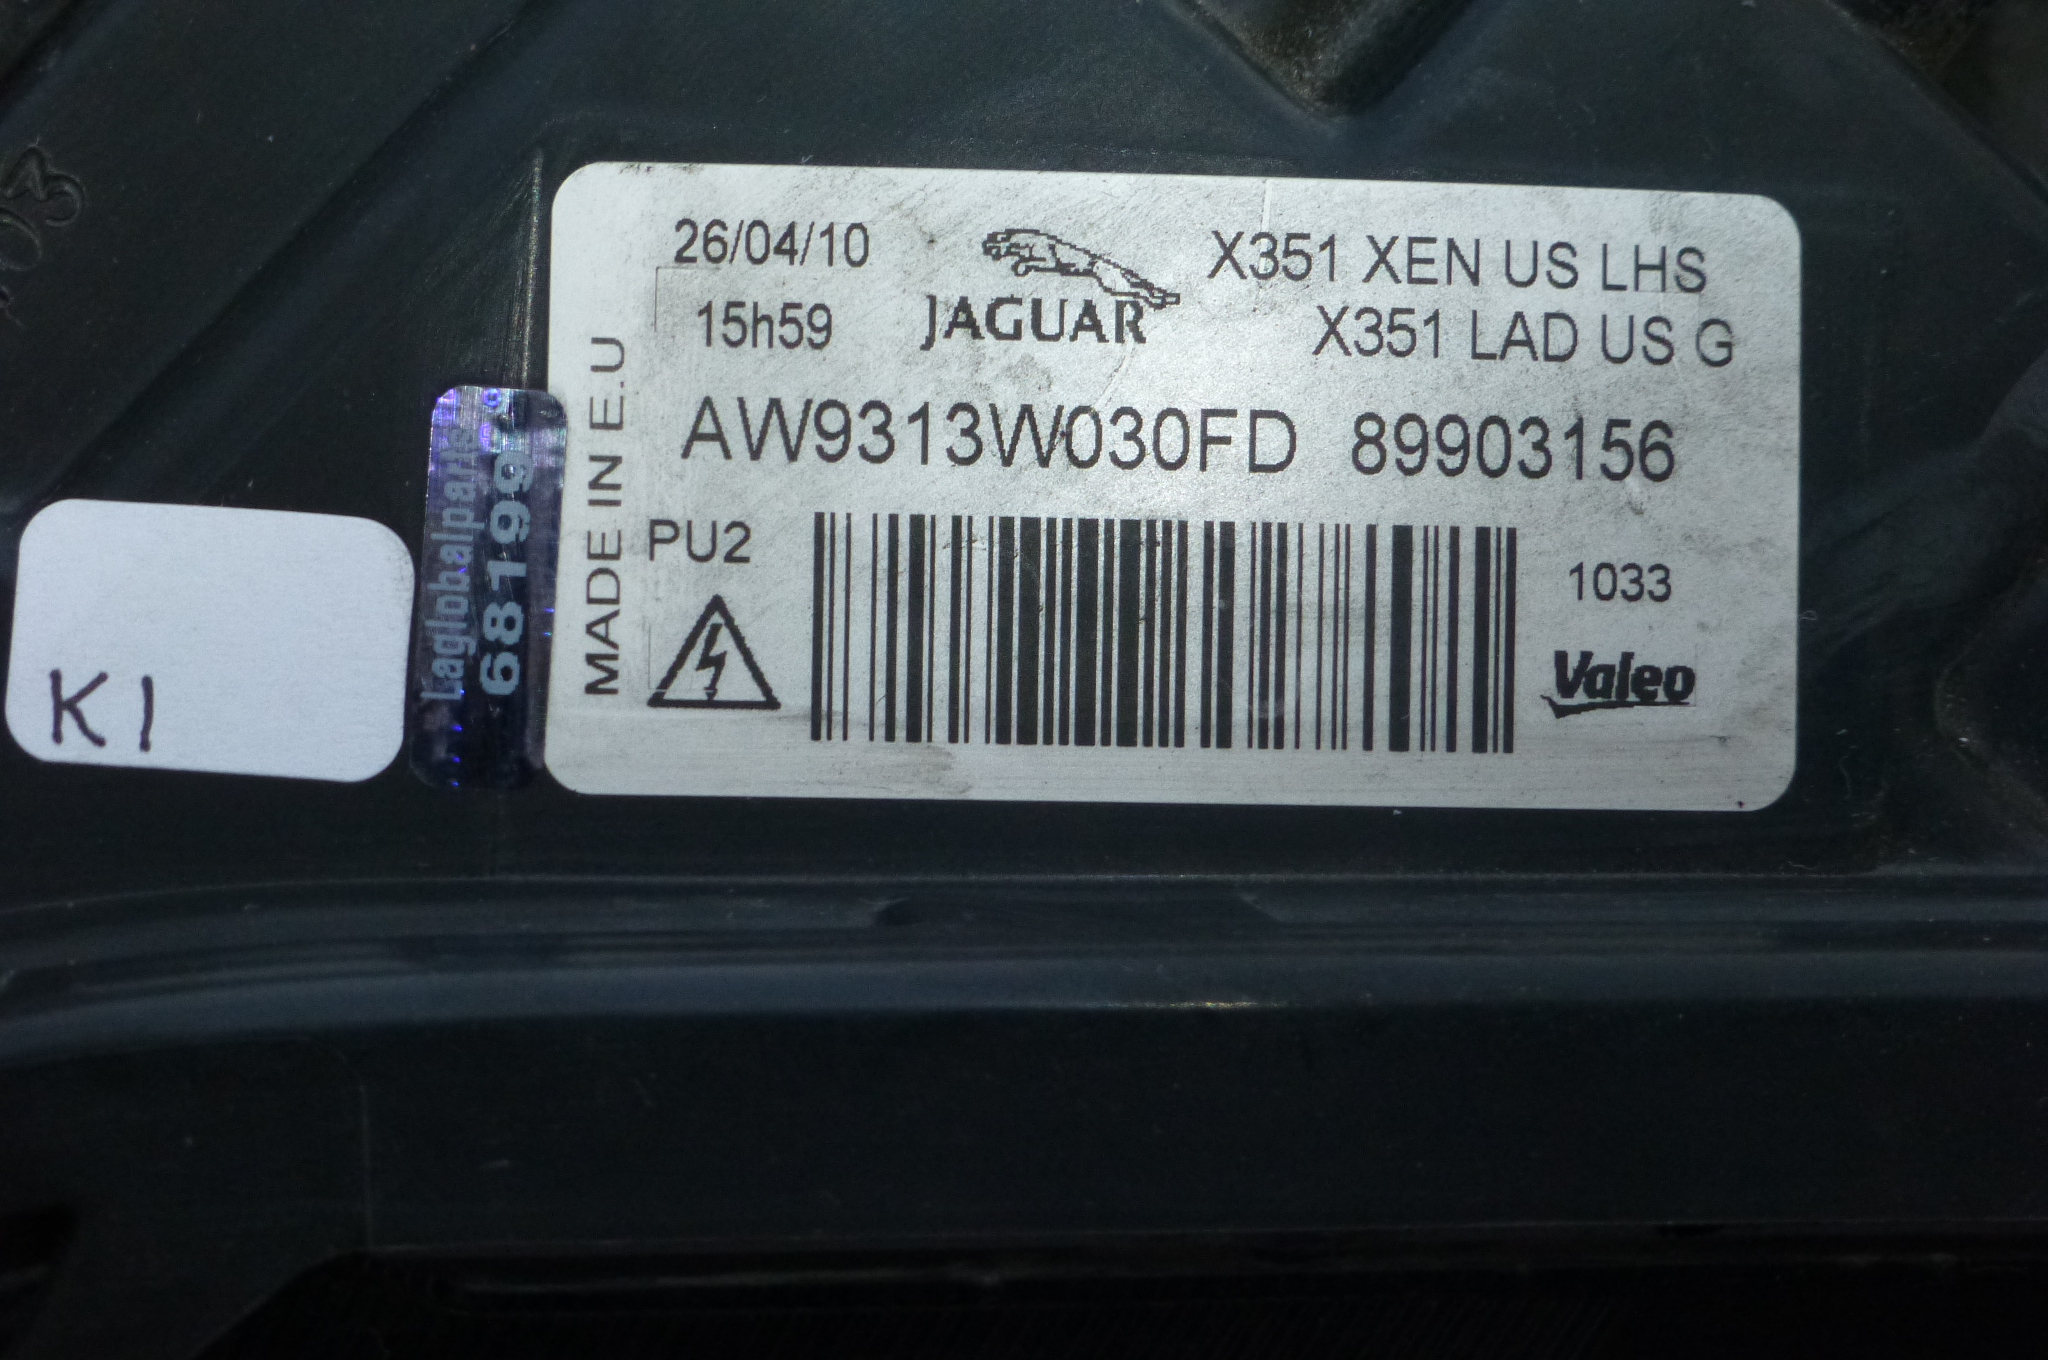 26/04/10
15h59
JAGUAR
X351 XEN US LHS
X351 LAD US G
AW9313W030FD 89903156
MADE IN E.U
PU2
1033
Valeo
Laglobalparts
K1